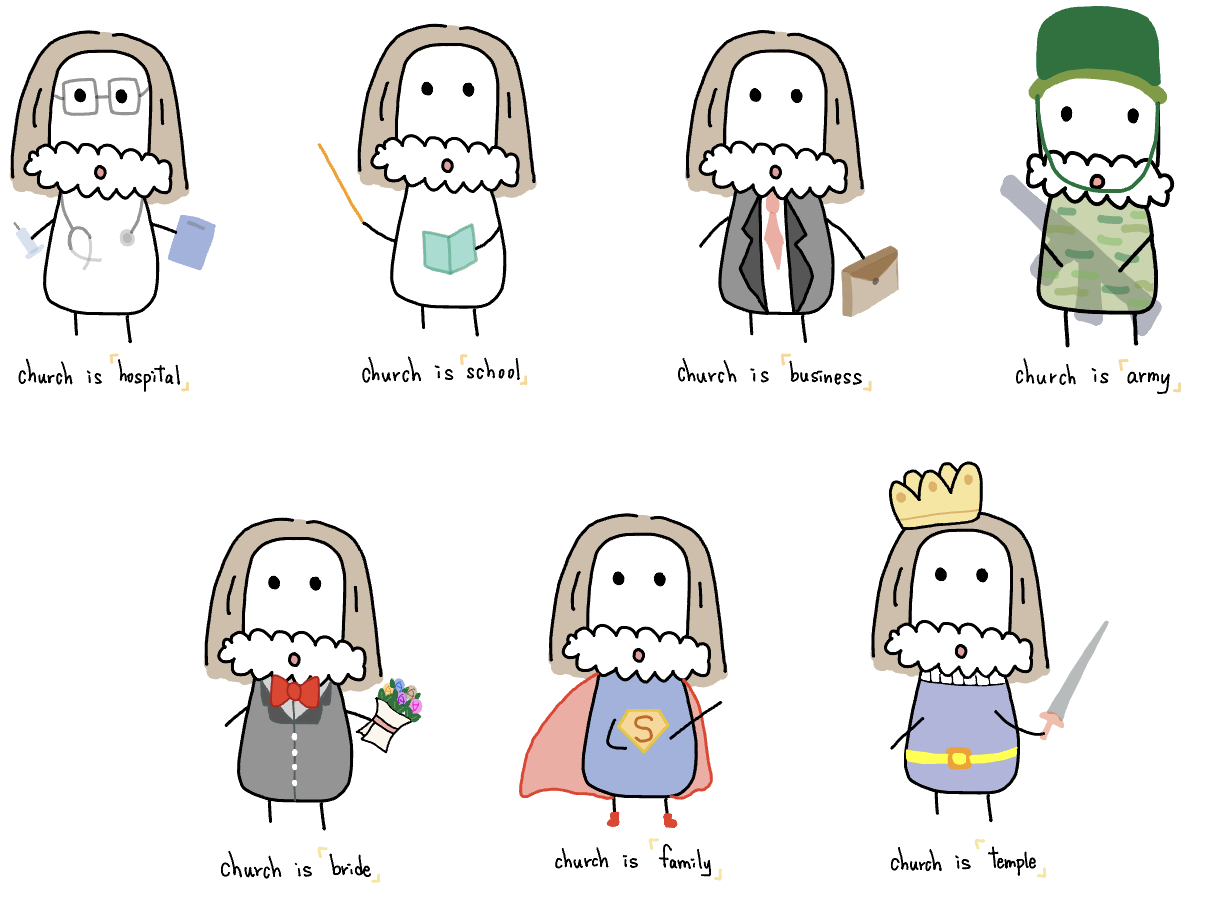 church is「hospital」
church is「school」
church is「business」
church is「army」
S
church is「bride」
church is「family」
church is「temple」